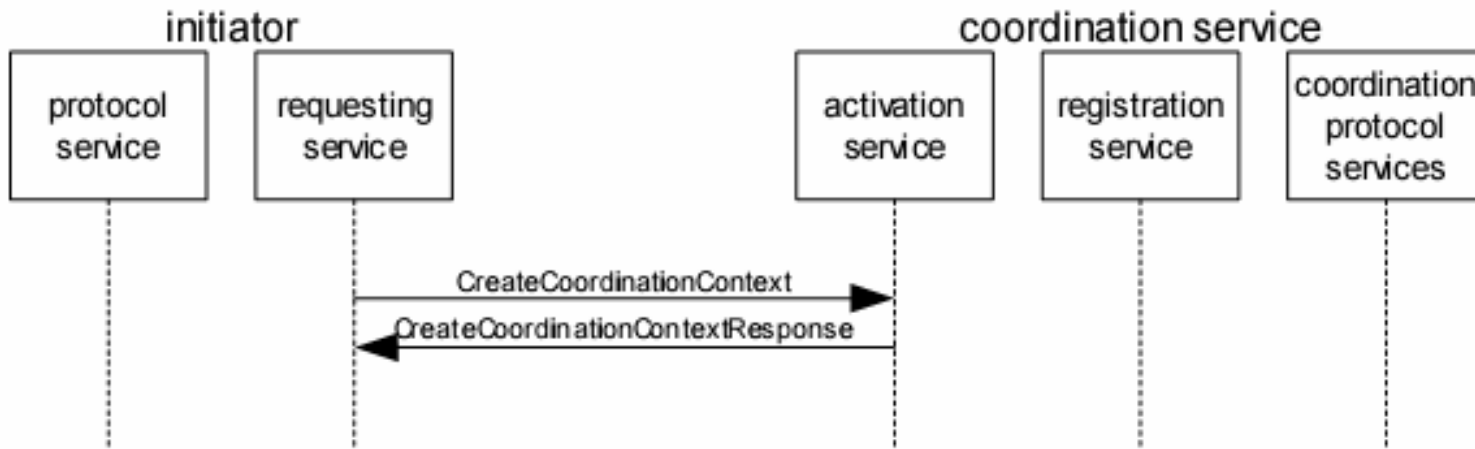 initiator
coordination service
protocol
service
requesting
service
activation
service
registration
service
coordination
protocol
services
CreateCoordinationContext
CreateCoordinationContextResponse